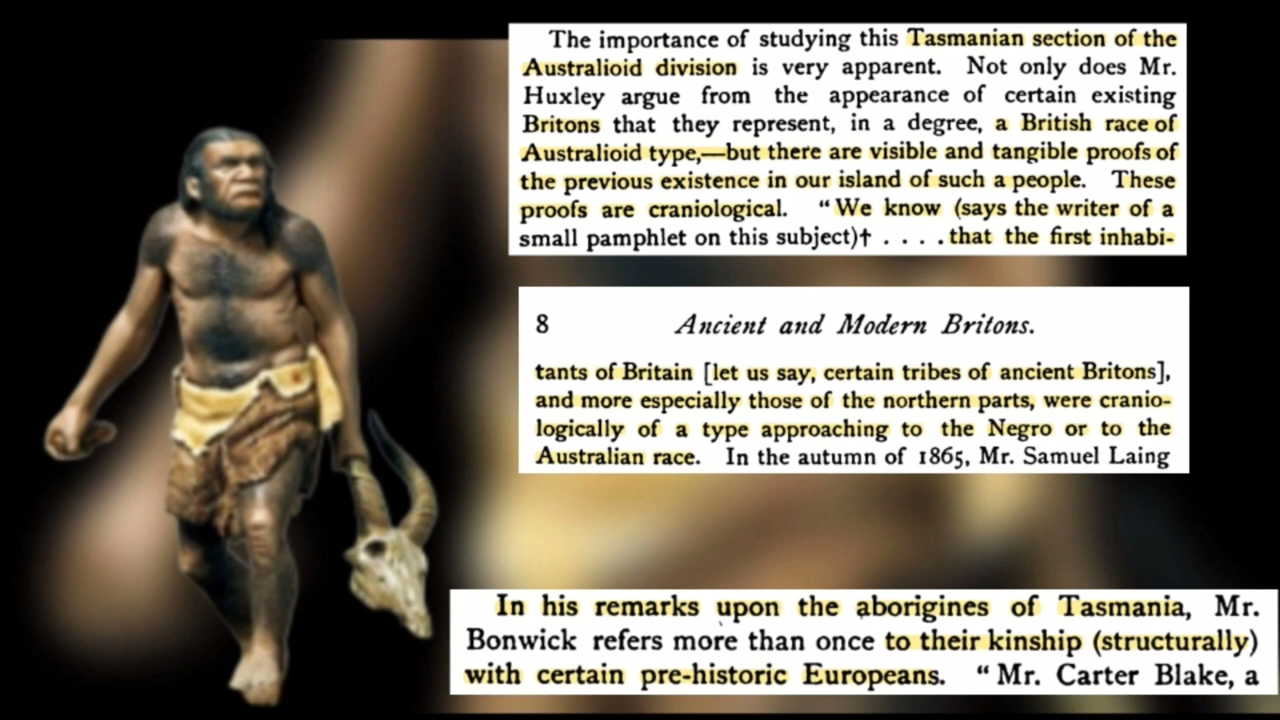 The importance of studying this Tasmanian section of the
Australioid division is very apparent. Not only does Mr.
Huxley argue from the appearance of certain existing
Britons that they represent, in a degree, a British race of
Australioid type,—but there are visible and tangible proofs of
the previous existence in our island of such a people. These
proofs are craniological. “We know (says the writer of a
small pamphlet on this subject)† . . . . that the first inhabi-
8 Ancient and Modern Britons.
tants of Britain [let us say, certain tribes of ancient Britons],
and more especially those of the northern parts, were cranio-
logically of a type approaching to the Negro or to the
Australian race. In the autumn of 1865, Mr. Samuel Laing
In his remarks upon the aborigines of Tasmania, Mr.
Bonwick refers more than once to their kinship (structurally)
with certain pre-historic Europeans. “Mr. Carter Blake, a